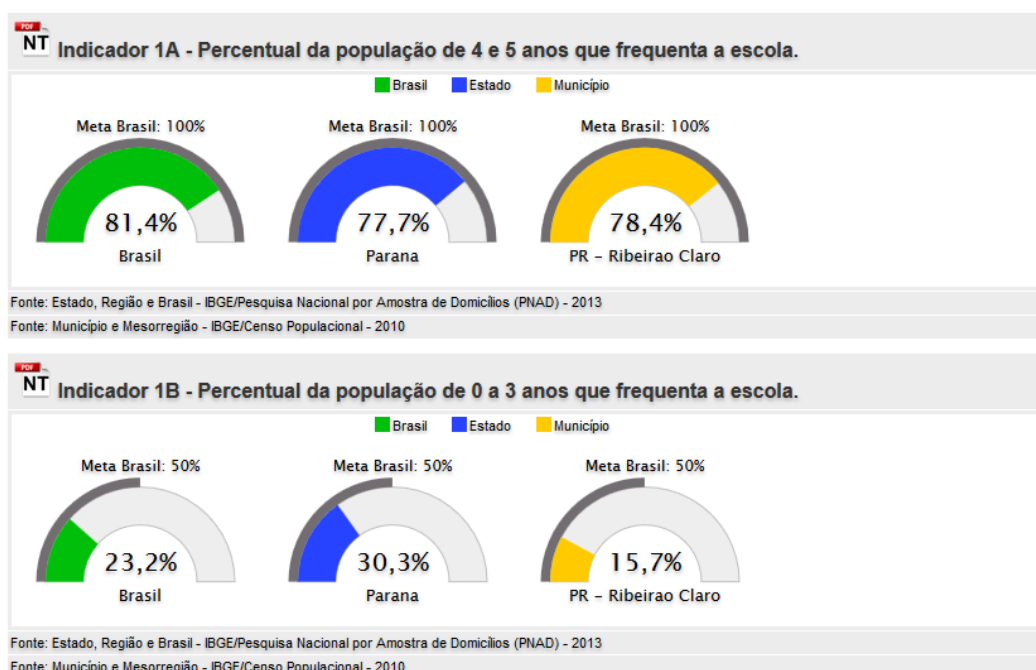 PDF
NT Indicador 1A - Percentual da população de 4 e 5 anos que frequenta a escola.
Brasil Estado Município
Meta Brasil: 100% Meta Brasil: 100% Meta Brasil: 100%
81,4% 77,7% 78,4%
Brasil Parana PR – Ribeirao Claro
Fonte: Estado, Região e Brasil - IBGE/Pesquisa Nacional por Amostra de Domicílios (PNAD) - 2013
Fonte: Município e Mesorregião - IBGE/Censo Populacional - 2010
PDF
NT Indicador 1B - Percentual da população de 0 a 3 anos que frequenta a escola.
Brasil Estado Município
Meta Brasil: 50% Meta Brasil: 50% Meta Brasil: 50%
23,2% 30,3% 15,7%
Brasil Parana PR – Ribeirao Claro
Fonte: Estado, Região e Brasil - IBGE/Pesquisa Nacional por Amostra de Domicílios (PNAD) - 2013
Fonte: Município e Mesorregião - IBGE/Censo Populacional - 2010